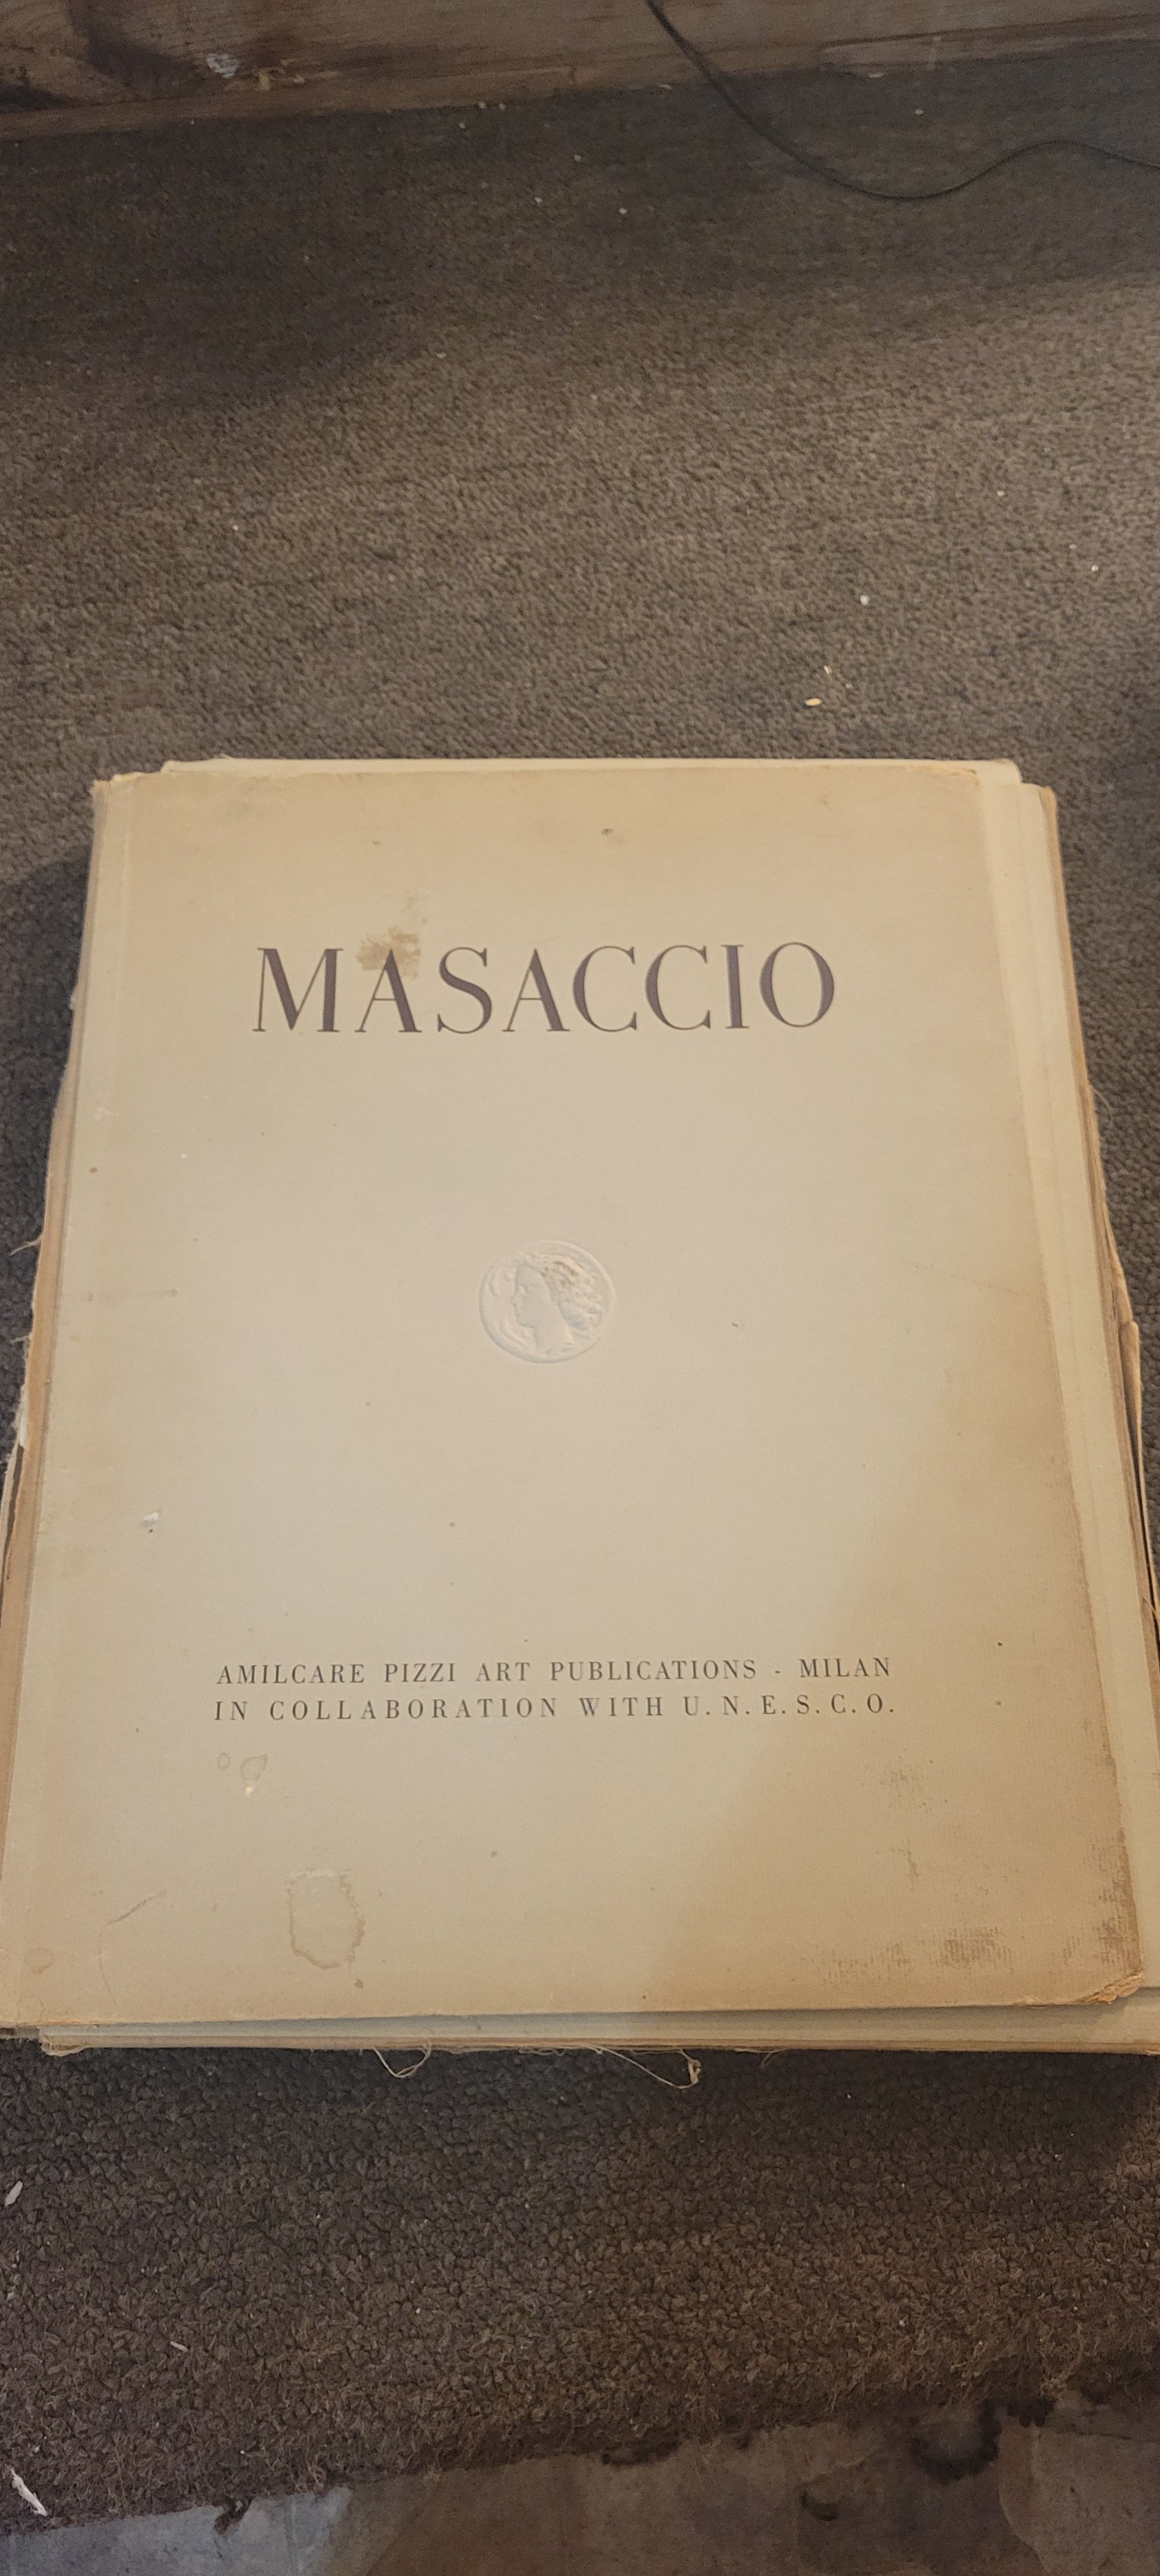 MASACCIO
AMILCARE PIZZI ART PUBLICATIONS - MILAN
IN COLLABORATION WITH U.N.E.S.C.O.